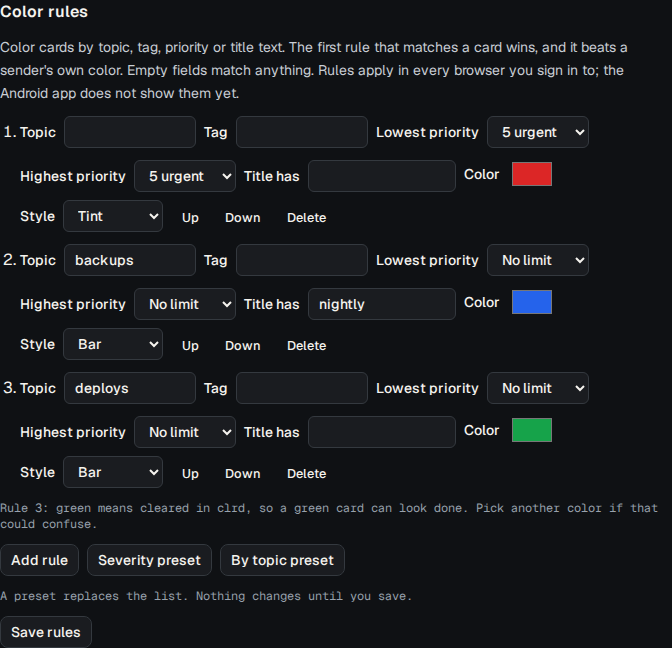 Color rules
Color cards by topic, tag, priority or title text. The first rule that matches a card wins, and it beats a
sender's own color. Empty fields match anything. Rules apply in every browser you sign in to; the
Android app does not show them yet.
1. Topic Tag Lowest priority 5 urgent
Highest priority 5 urgent Title has Color
Style Tint Up Down Delete
2. Topic backups Tag Lowest priority No limit
Highest priority No limit Title has nightly Color
Style Bar Up Down Delete
3. Topic deploys Tag Lowest priority No limit
Highest priority No limit Title has Color
Style Bar Up Down Delete
Rule 3: green means cleared in clrd, so a green card can look done. Pick another color if that
could confuse.
Add rule Severity preset By topic preset
A preset replaces the list. Nothing changes until you save.
Save rules